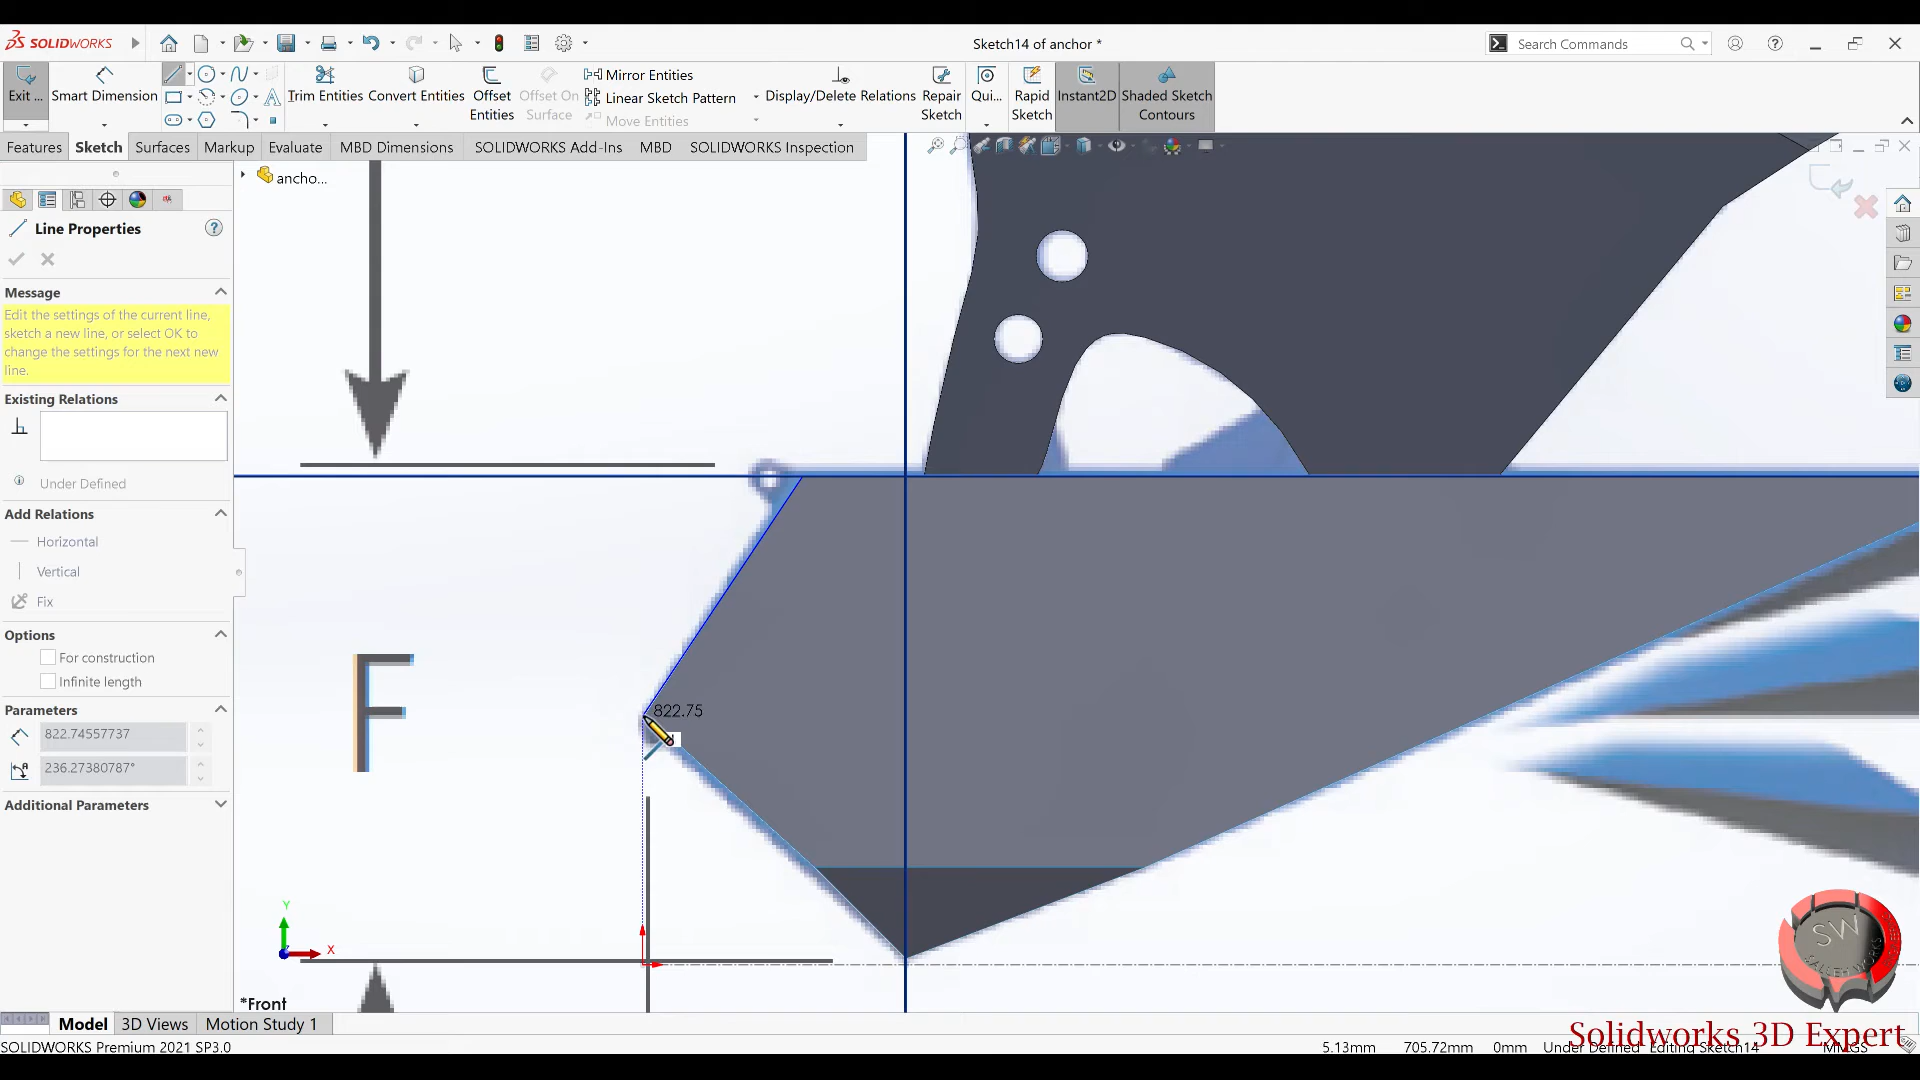 SOLIDWORKS
Sketch14 of anchor *
Search Commands
Exit ...
Smart Dimension
Trim Entities
Convert Entities
Offset Entities
Offset On Surface
Mirror Entities
Linear Sketch Pattern
Move Entities
Display/Delete Relations
Repair Sketch
Qui...
Rapid Sketch
Instant2D
Shaded Sketch Contours
Features
Sketch
Surfaces
Markup
Evaluate
MBD Dimensions
SOLIDWORKS Add-Ins
MBD
SOLIDWORKS Inspection
ancho...
Line Properties
Message
Edit the settings of the current line,
sketch a new line, or select OK to
change the settings for the next new
line.
Existing Relations
Under Defined
Add Relations
Horizontal
Vertical
Fix
Options
For construction
Infinite length
Parameters
822.74557737
236.27380787°
Additional Parameters
822.75
F
Y
X
*Front
SW
Model
3D Views
Motion Study 1
SOLIDWORKS Premium 2021 SP3.0
5.13mm
705.72mm
0mm
Under Defined
Editing Sketch14
MMGS
Solidworks 3D Expert